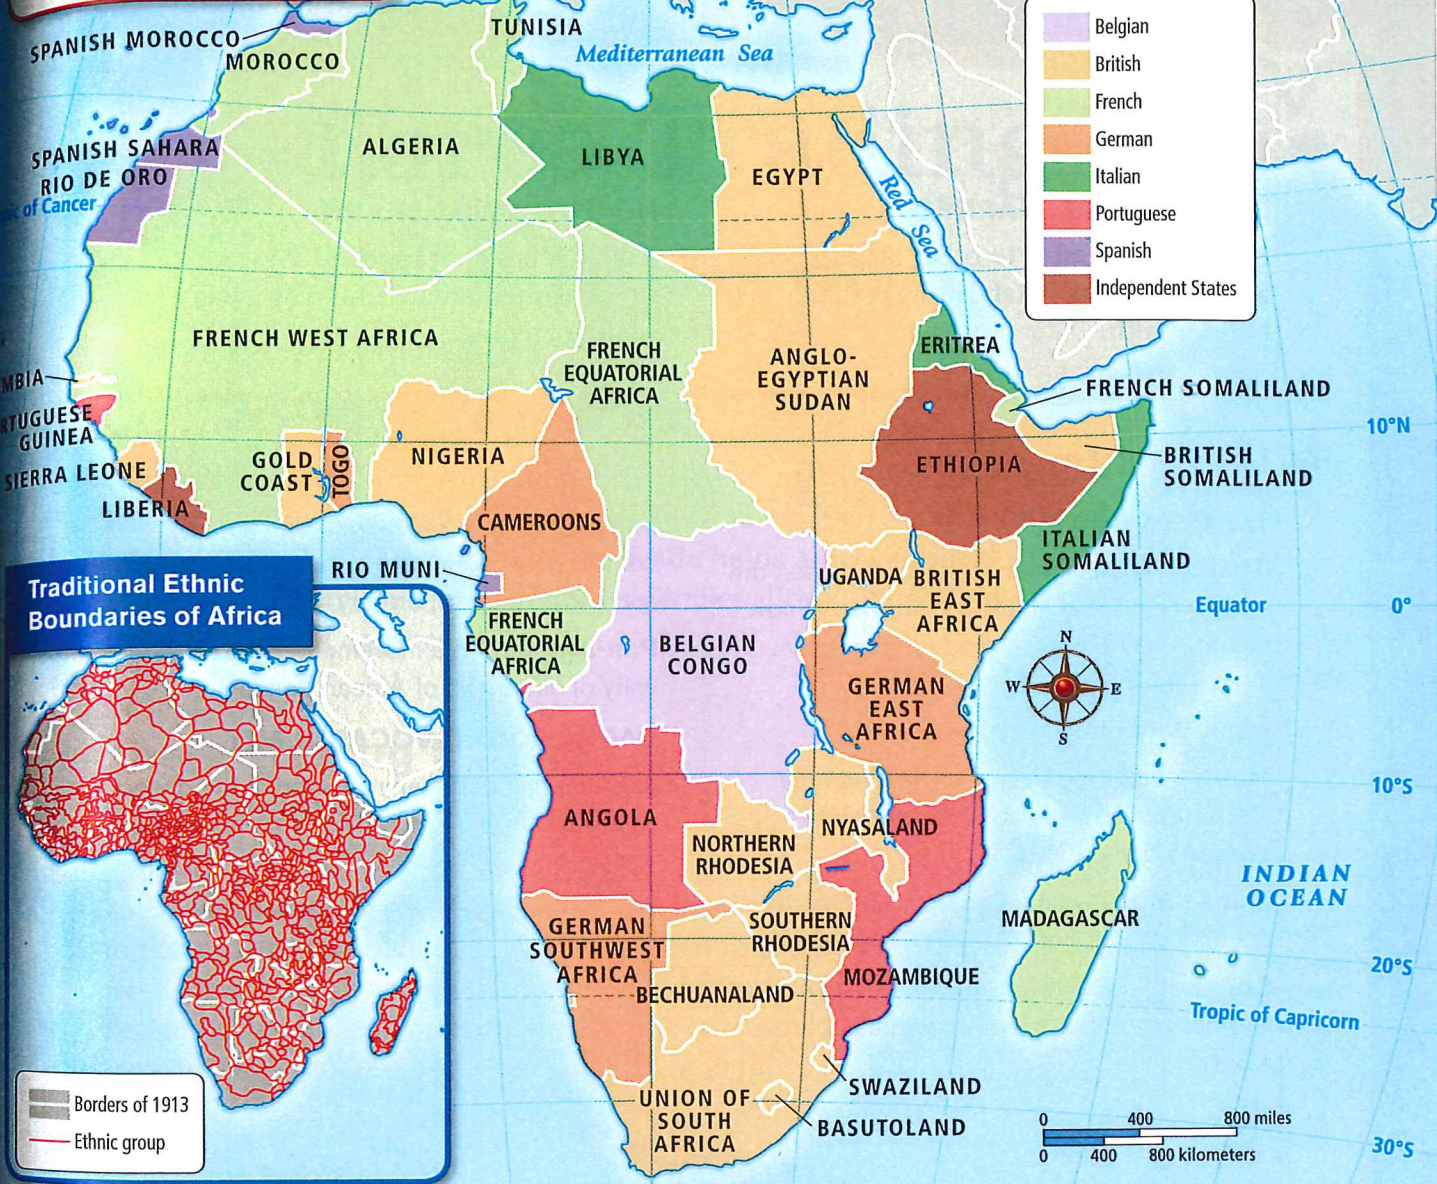 SPANISH MOROCCO
MOROCCO
TUNISIA
Mediterranean Sea
Belgian
British
French
German
Italian
Portuguese
Spanish
Independent States
SPANISH SAHARA
RIO DE ORO
of Cancer
ALGERIA
LIBYA
EGYPT
Red Sea
FRENCH WEST AFRICA
FRENCH
EQUATORIAL
AFRICA
ANGLO-
EGYPTIAN
SUDAN
ERITREA
FRENCH SOMALILAND
MBIA
TUGUESE
GUINEA
SIERRA LEONE
LIBERIA
GOLD
COAST
TOGO
NIGERIA
CAMEROONS
ETHIOPIA
10°N
BRITISH
SOMALILAND
ITALIAN
SOMALILAND
RIO MUNI
UGANDA
BRITISH
EAST
AFRICA
Equator
0°
FRENCH
EQUATORIAL
AFRICA
BELGIAN
CONGO
GERMAN
EAST
AFRICA
N
W
E
S
10°S
ANGOLA
NORTHERN
RHODESIA
NYASALAND
INDIAN
OCEAN
MADAGASCAR
GERMAN
SOUTHWEST
AFRICA
SOUTHERN
RHODESIA
MOZAMBIQUE
20°S
BECHUANALAND
Tropic of Capricorn
SWAZILAND
UNION OF
SOUTH
AFRICA
BASUTOLAND
0 400 800 miles
0 400 800 kilometers
30°S
Traditional Ethnic
Boundaries of Africa
Borders of 1913
Ethnic group